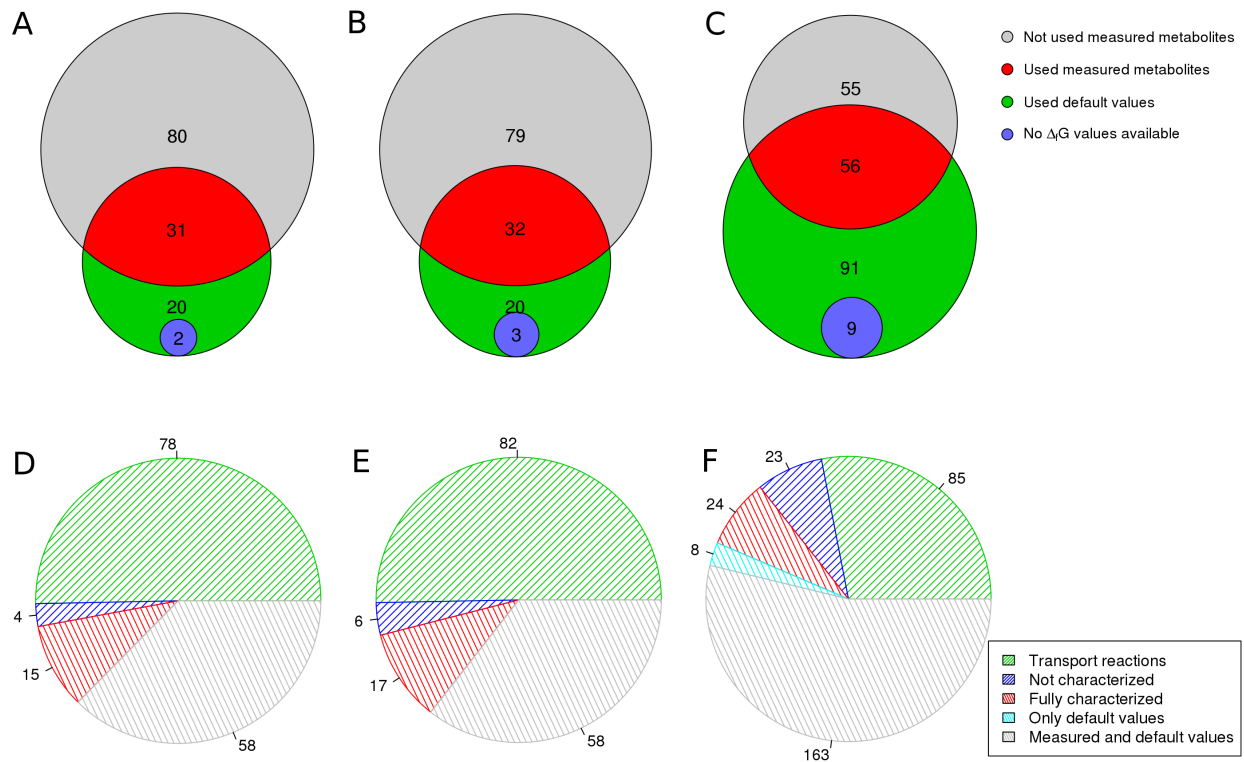 A
B
C
80
31
20
2
79
32
20
3
55
56
91
9
Not used measured metabolites
Used measured metabolites
Used default values
No ΔfG values available
D
E
F
78
4
15
58
82
6
17
58
85
23
24
8
163
Transport reactions
Not characterized
Fully characterized
Only default values
Measured and default values